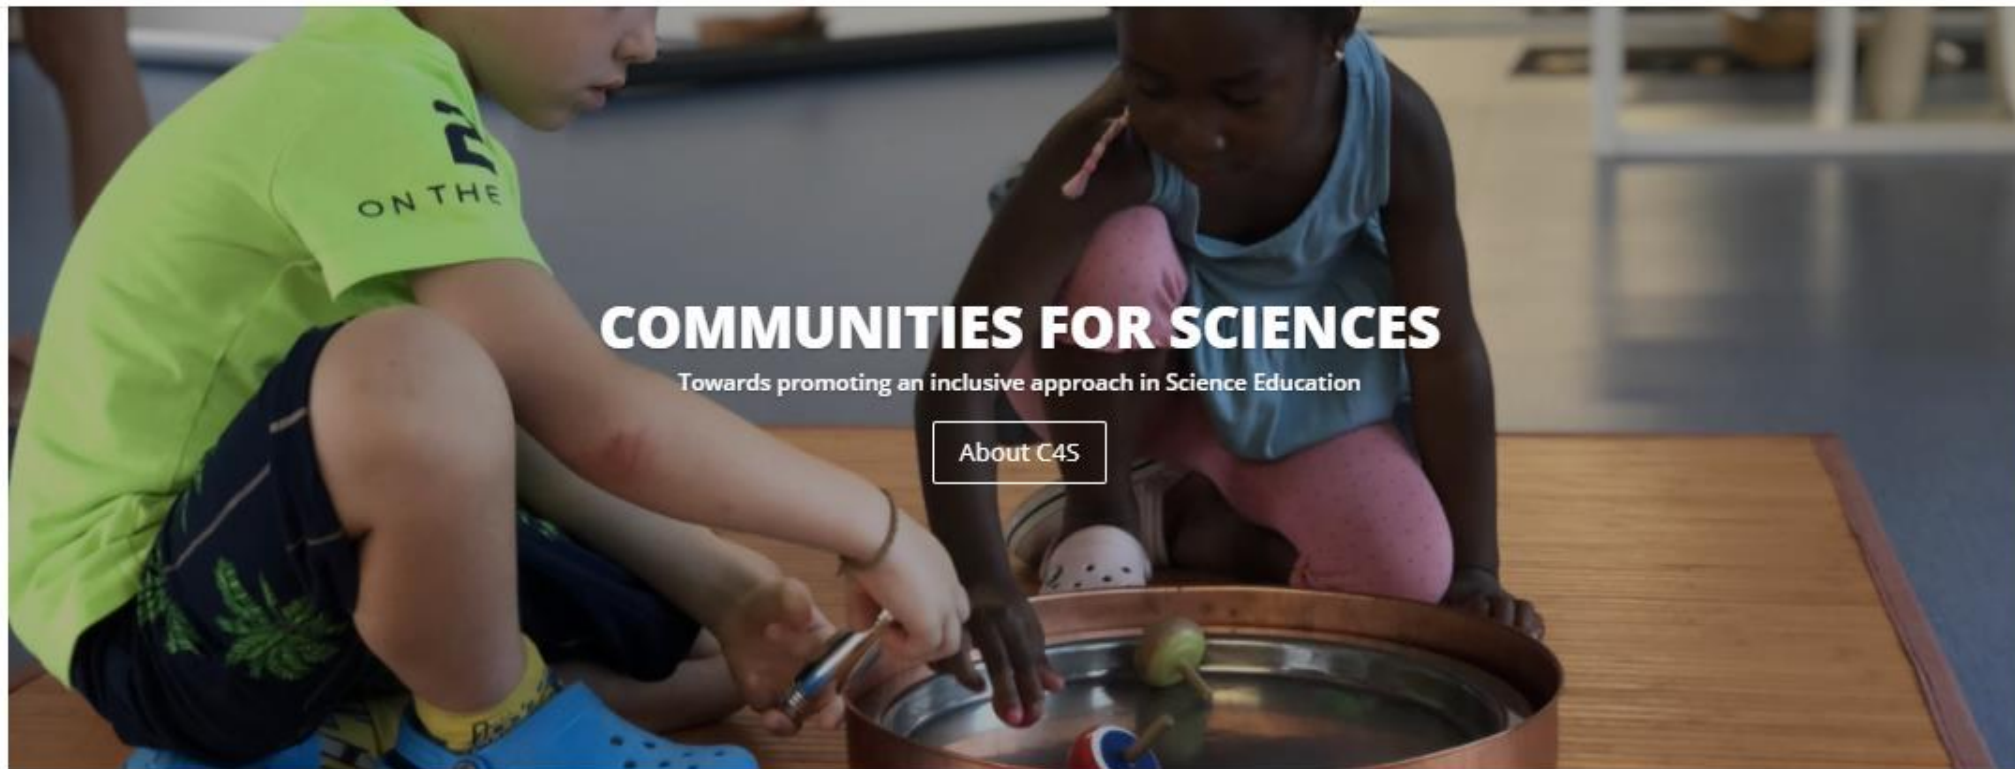 ON THE
COMMUNITIES FOR SCIENCES
Towards promoting an inclusive approach in Science Education
About C4S